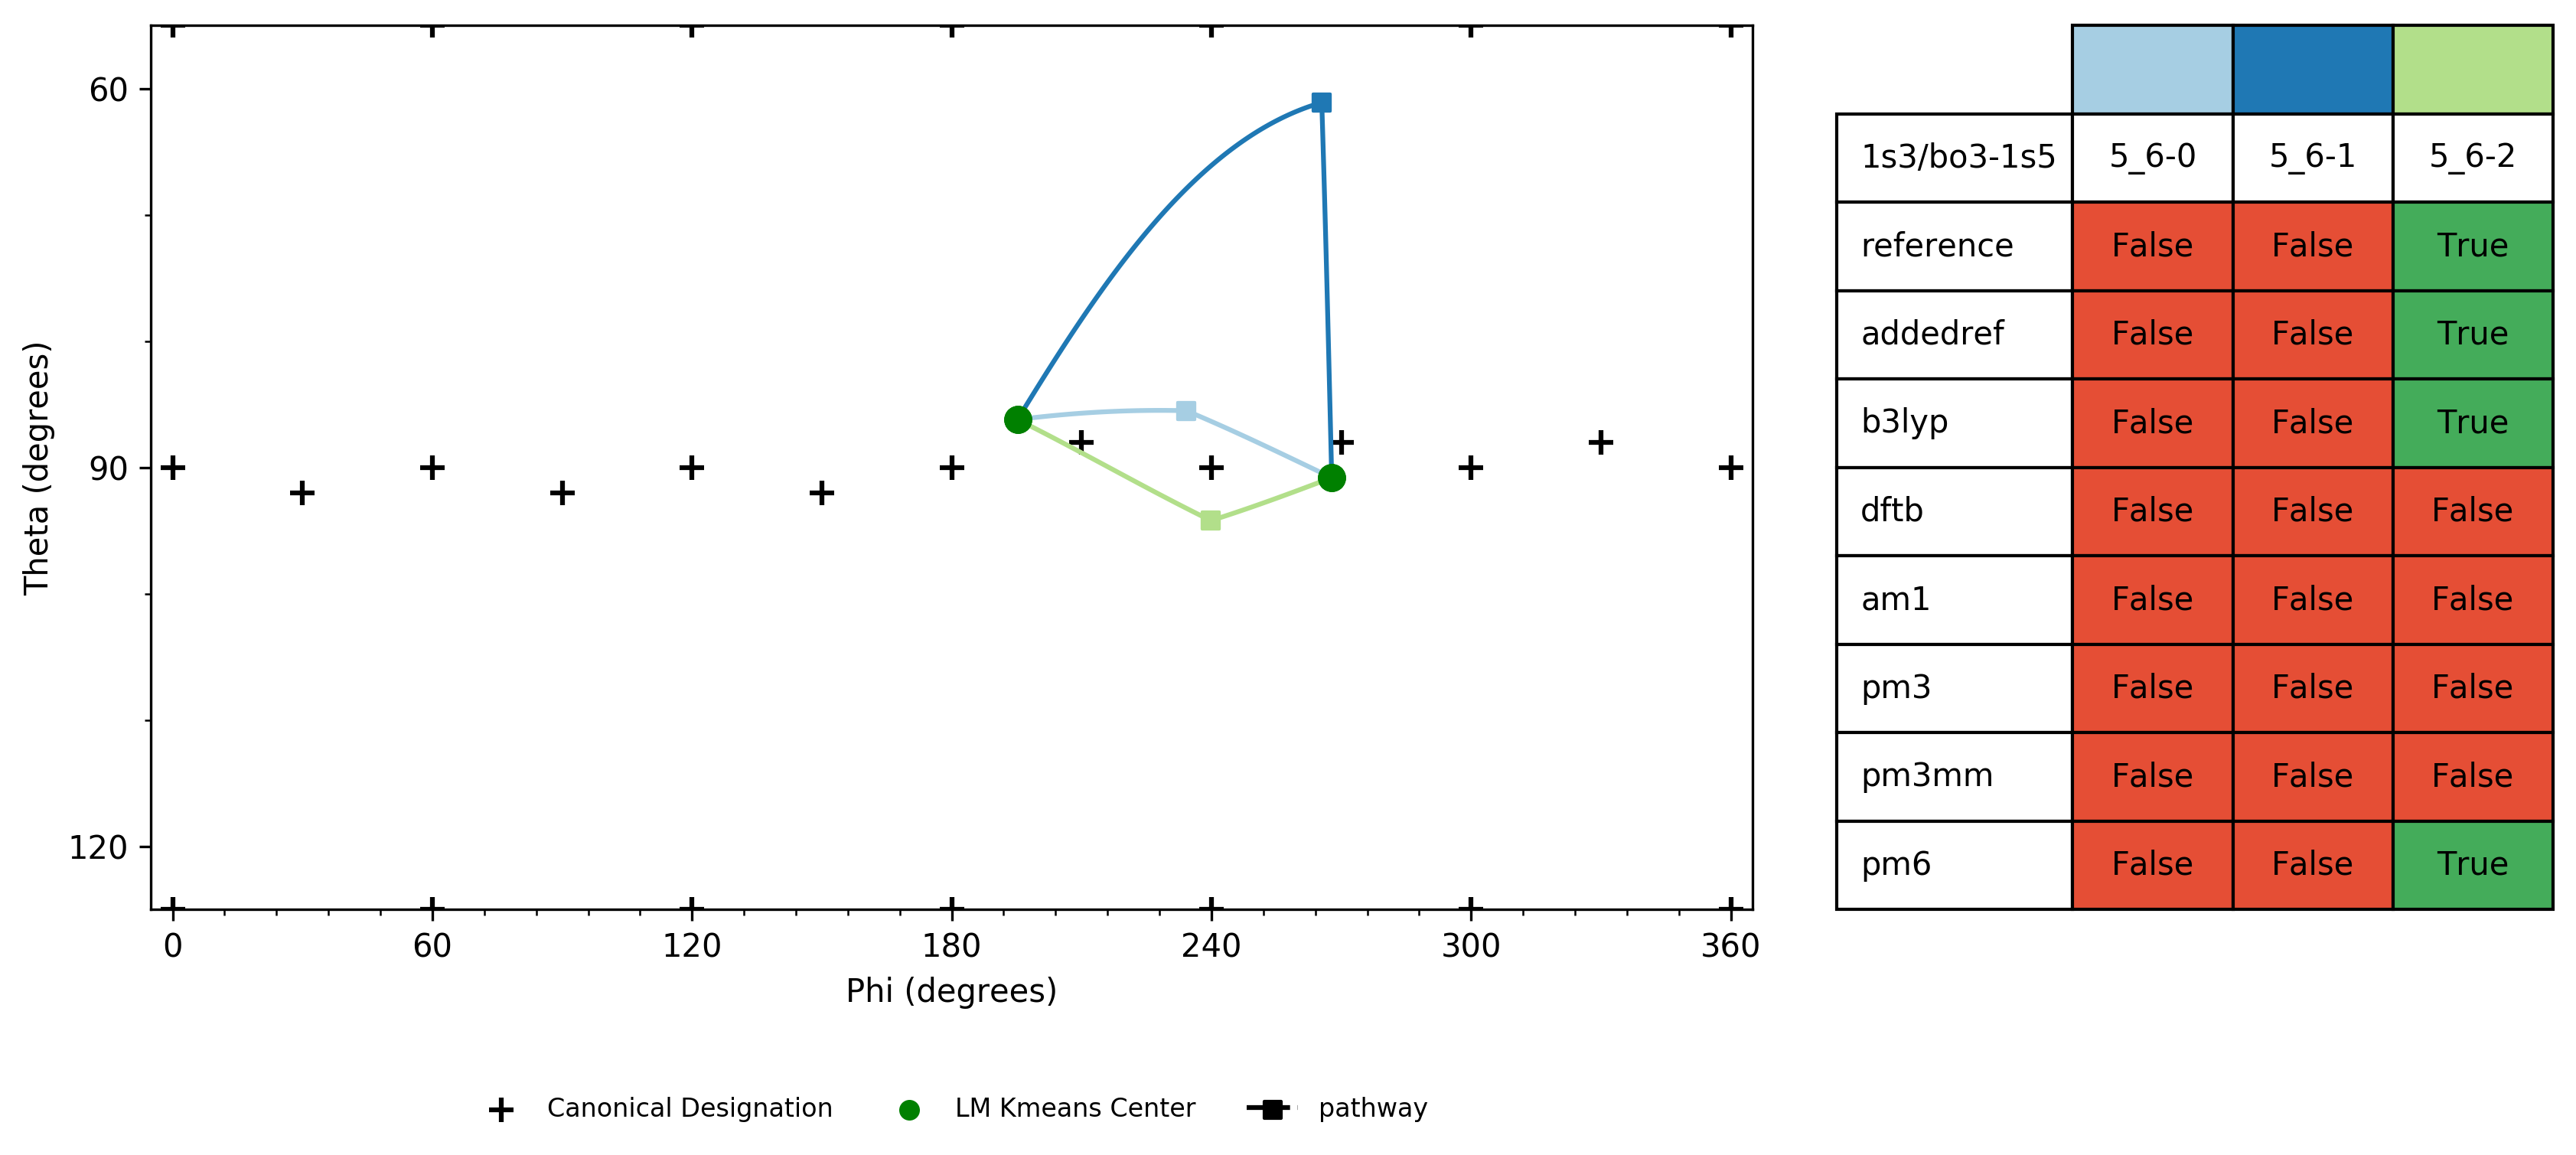 60
90
120
Theta (degrees)
0 60 120 180 240 300 360
Phi (degrees)
Canonical Designation LM Kmeans Center pathway
1s3/bo3-1s5 5_6-0 5_6-1 5_6-2
reference False False True
addedref False False True
b3lyp False False True
dftb False False False
am1 False False False
pm3 False False False
pm3mm False False False
pm6 False False True